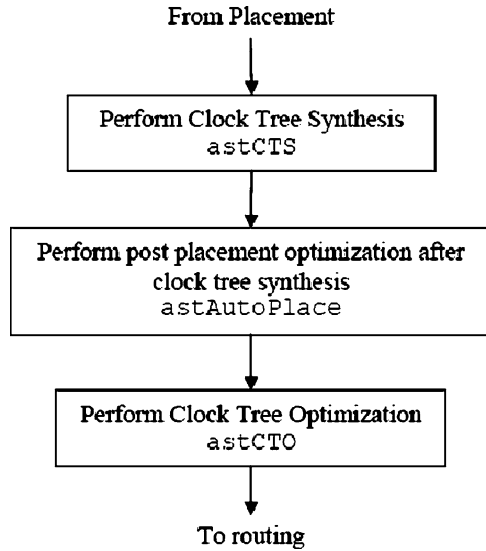 From Placement
Perform Clock Tree Synthesis
astCTS
Perform post placement optimization after
clock tree synthesis
astAutoPlace
Perform Clock Tree Optimization
astCTO
To routing